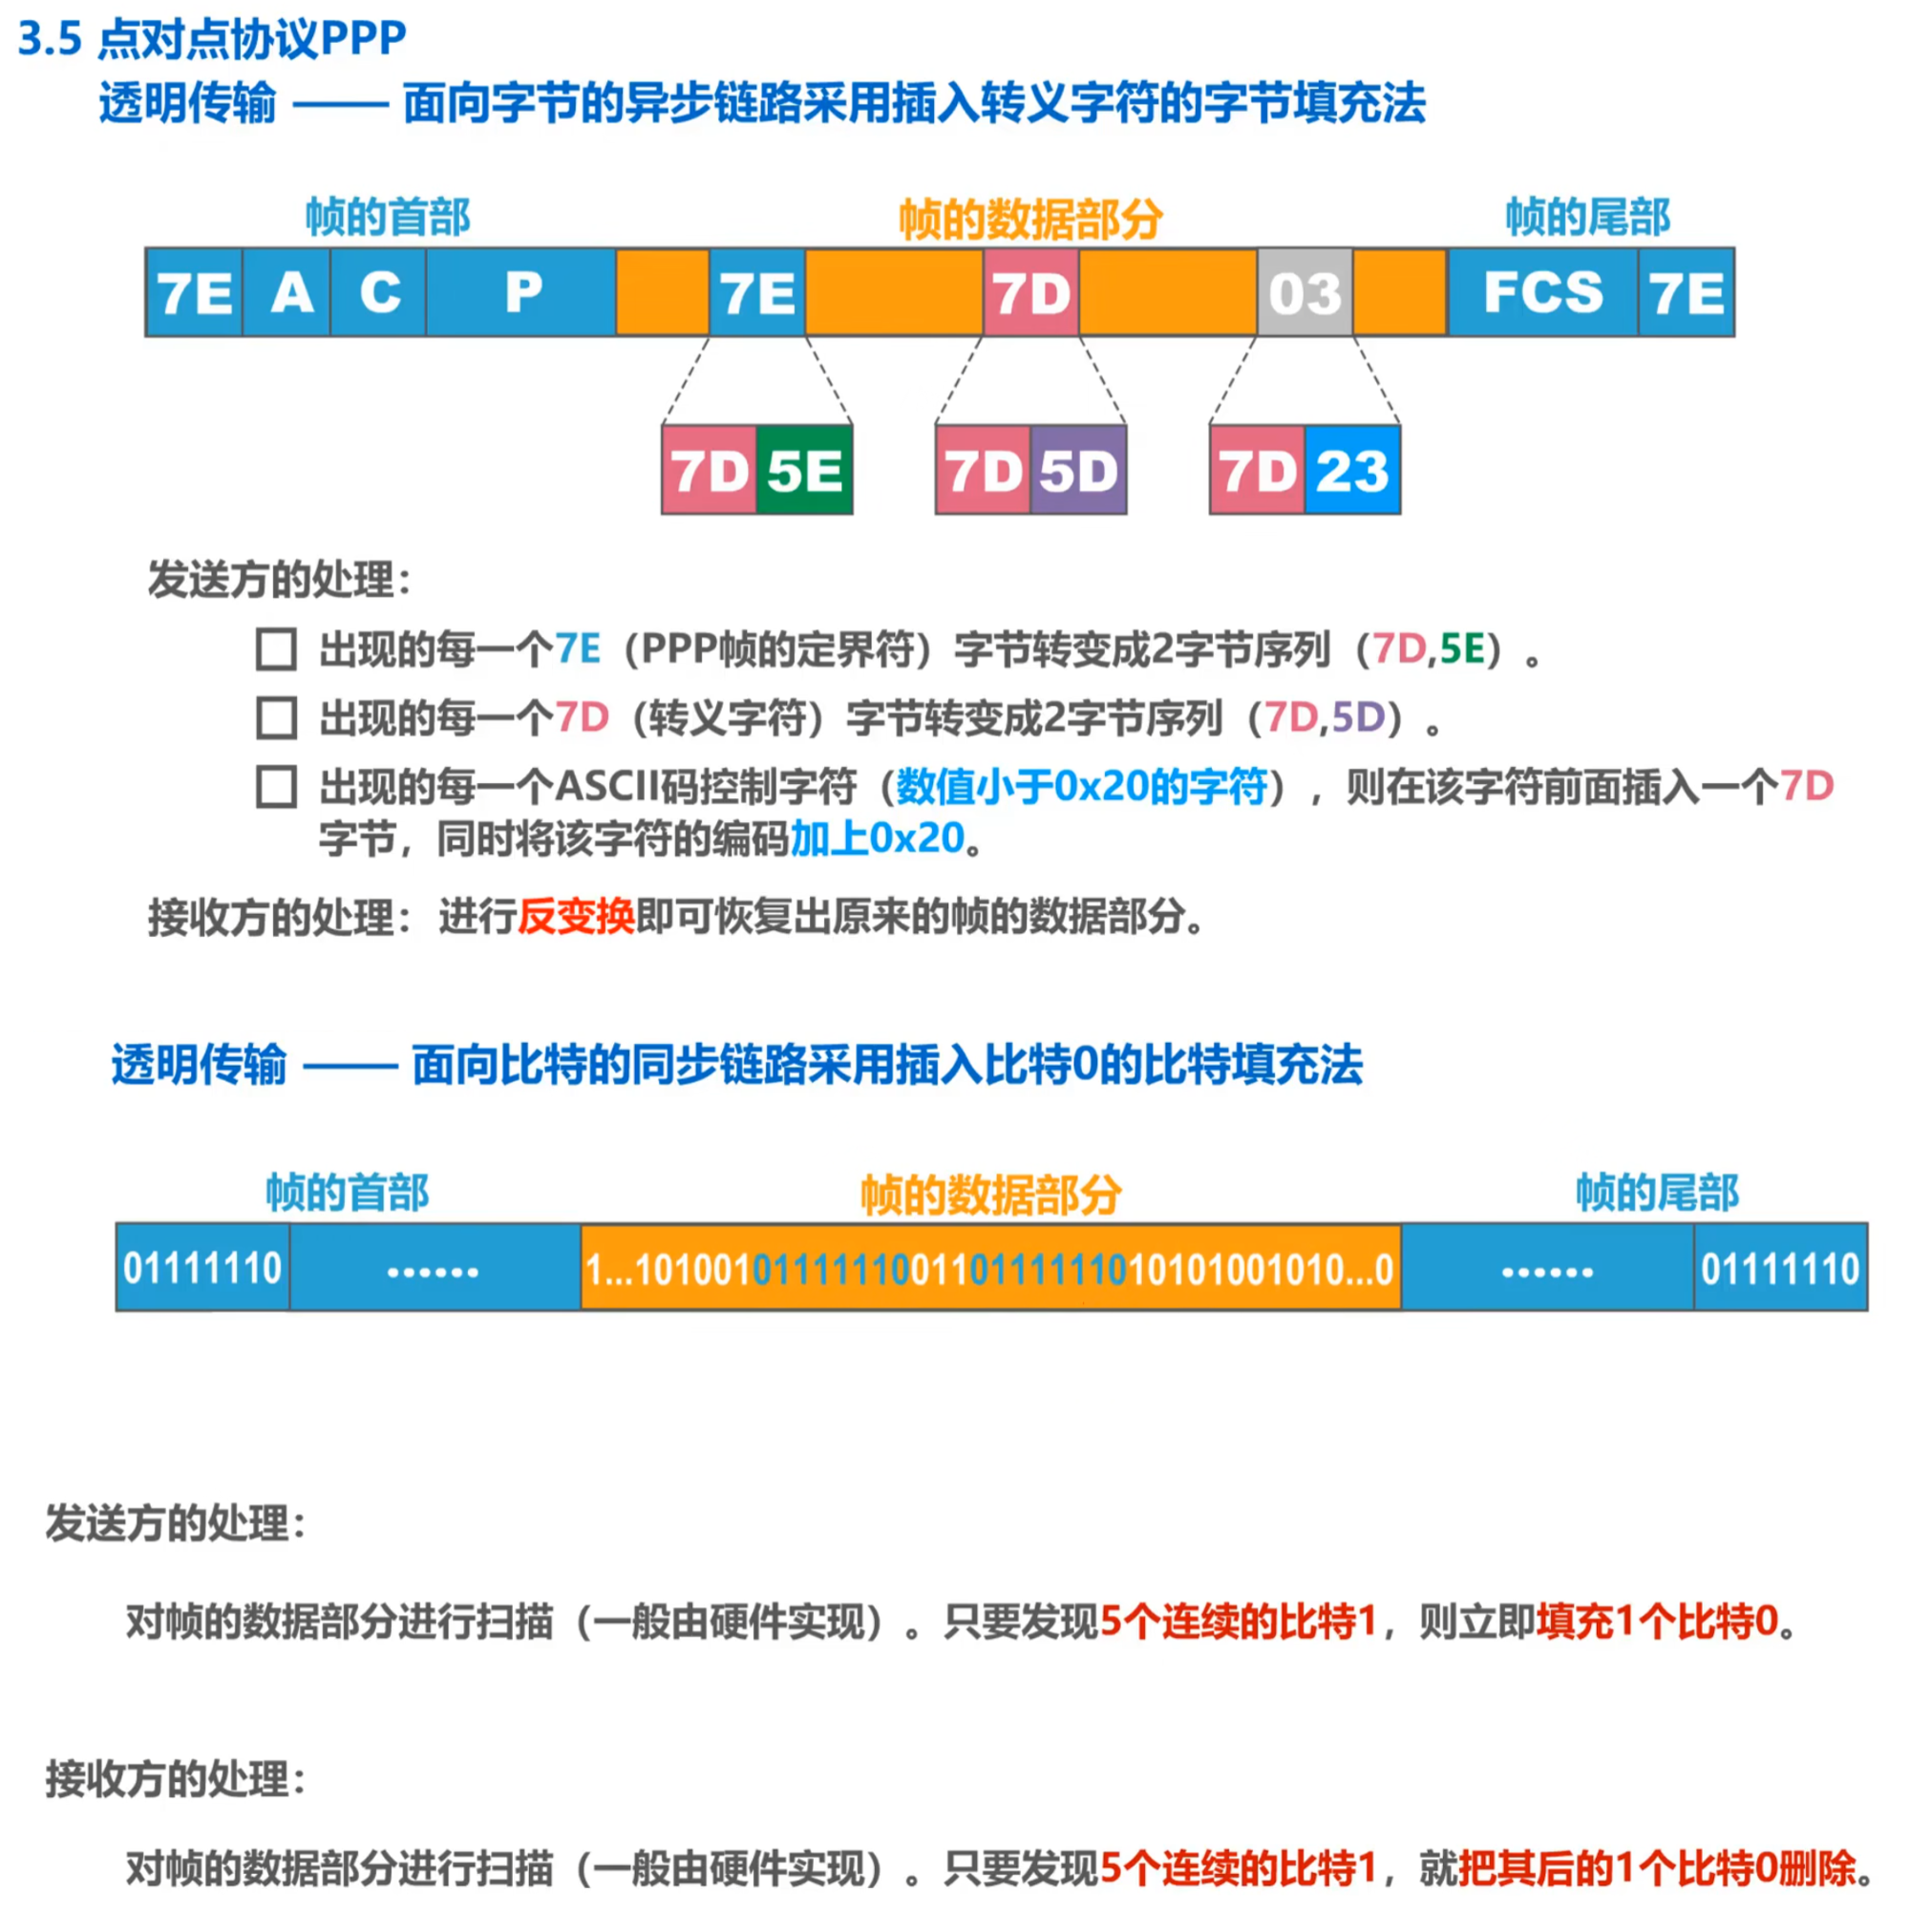 3.5 点对点协议PPP
透明传输 —— 面向字节的异步链路采用插入转义字符的字节填充法
帧的首部 帧的数据部分 帧的尾部
7E A C P 7E 7D 03 FCS 7E
7D 5E 7D 5D 7D 23
发送方的处理：
出现的每一个7E（PPP帧的定界符）字节转变成2字节序列（7D,5E）。
出现的每一个7D（转义字符）字节转变成2字节序列（7D,5D）。
出现的每一个ASCII码控制字符（数值小于0x20的字符），则在该字符前面插入一个7D
字节，同时将该字符的编码加上0x20。
接收方的处理：进行反变换即可恢复出原来的帧的数据部分。
透明传输 —— 面向比特的同步链路采用插入比特0的比特填充法
帧的首部 帧的数据部分 帧的尾部
01111110 …… 1...101001011111100110111111010101001010...0 …… 01111110
发送方的处理：
对帧的数据部分进行扫描（一般由硬件实现）。只要发现5个连续的比特1，则立即填充1个比特0。
接收方的处理：
对帧的数据部分进行扫描（一般由硬件实现）。只要发现5个连续的比特1，就把其后的1个比特0删除。